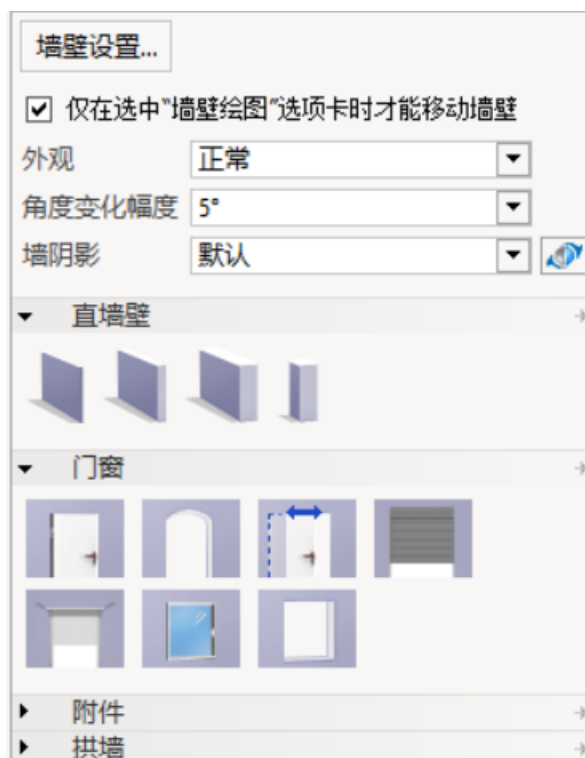 墙壁设置...
仅在选中"墙壁绘图"选项卡时才能移动墙壁
外观 正常
角度变化幅度 5°
墙阴影 默认
直墙壁
门窗
附件
拱墙